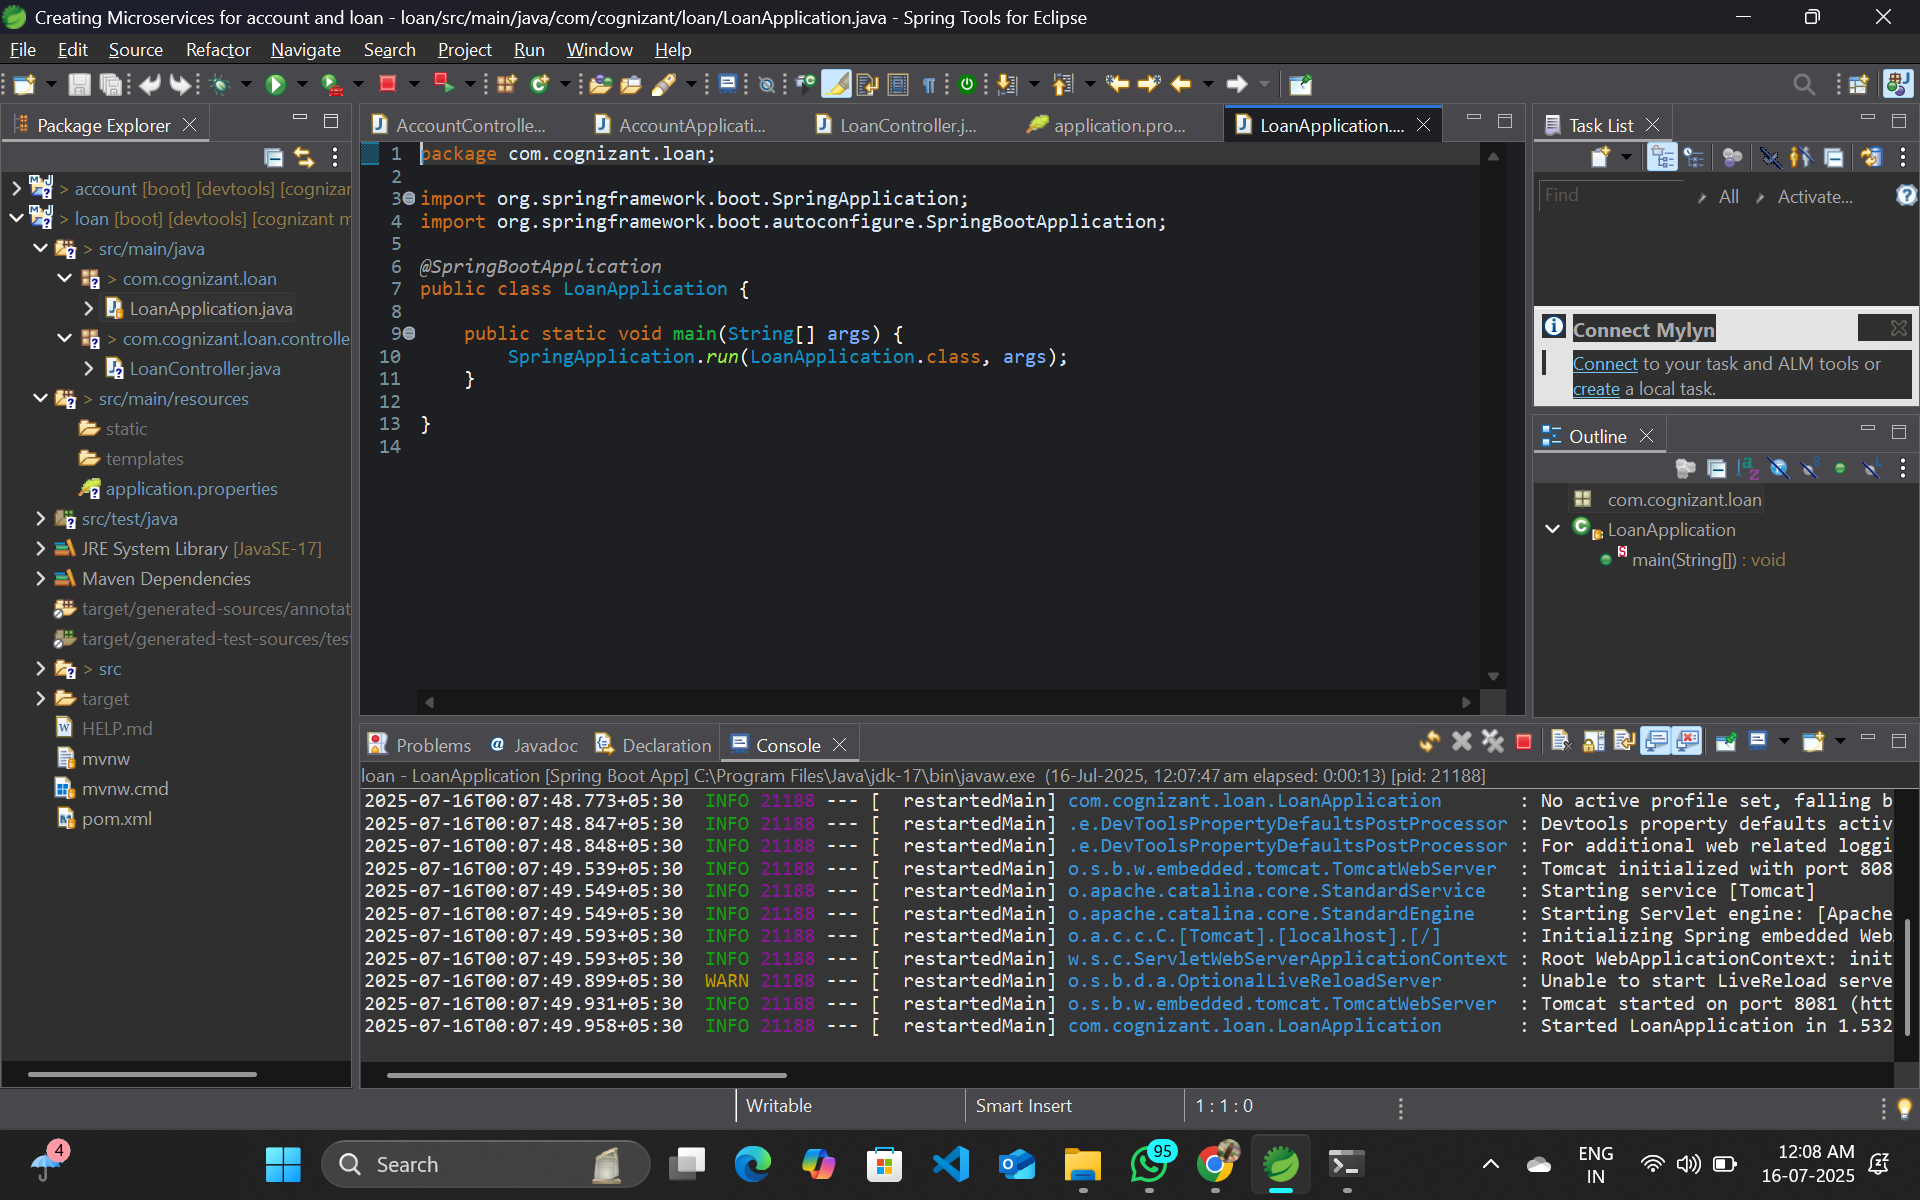 Creating Microservices for account and loan - loan/src/main/java/com/cognizant/loan/LoanApplication.java - Spring Tools for Eclipse
File Edit Source Refactor Navigate Search Project Run Window Help
Package Explorer
> account [boot] [devtools] [cognizar
> loan [boot] [devtools] [cognizant m
> src/main/java
> com.cognizant.loan
LoanApplication.java
> com.cognizant.loan.controlle
LoanController.java
> src/main/resources
static
templates
application.properties
src/test/java
JRE System Library [JavaSE-17]
Maven Dependencies
target/generated-sources/annotat
target/generated-test-sources/test
> src
target
HELP.md
mvnw
mvnw.cmd
pom.xml
AccountControlle... AccountApplicati... LoanController.j... application.pro... LoanApplication....
1 package com.cognizant.loan;
2
3 import org.springframework.boot.SpringApplication;
4 import org.springframework.boot.autoconfigure.SpringBootApplication;
5
6 @SpringBootApplication
7 public class LoanApplication {
8
9 public static void main(String[] args) {
10 SpringApplication.run(LoanApplication.class, args);
11 }
12
13 }
14
Task List
Find All Activate...
Connect Mylyn
Connect to your task and ALM tools or
create a local task.
Outline
com.cognizant.loan
LoanApplication
main(String[]) : void
Problems Javadoc Declaration Console
loan - LoanApplication [Spring Boot App] C:\Program Files\Java\jdk-17\bin\javaw.exe (16-Jul-2025, 12:07:47 am elapsed: 0:00:13) [pid: 21188]
2025-07-16T00:07:48.773+05:30 INFO 21188 --- [ restartedMain] com.cognizant.loan.LoanApplication : No active profile set, falling b
2025-07-16T00:07:48.847+05:30 INFO 21188 --- [ restartedMain] .e.DevToolsPropertyDefaultsPostProcessor : Devtools property defaults activ
2025-07-16T00:07:48.848+05:30 INFO 21188 --- [ restartedMain] .e.DevToolsPropertyDefaultsPostProcessor : For additional web related loggi
2025-07-16T00:07:49.539+05:30 INFO 21188 --- [ restartedMain] o.s.b.w.embedded.tomcat.TomcatWebServer : Tomcat initialized with port 808
2025-07-16T00:07:49.549+05:30 INFO 21188 --- [ restartedMain] o.apache.catalina.core.StandardService : Starting service [Tomcat]
2025-07-16T00:07:49.549+05:30 INFO 21188 --- [ restartedMain] o.apache.catalina.core.StandardEngine : Starting Servlet engine: [Apache
2025-07-16T00:07:49.593+05:30 INFO 21188 --- [ restartedMain] o.a.c.c.C.[Tomcat].[localhost].[/] : Initializing Spring embedded Web
2025-07-16T00:07:49.593+05:30 INFO 21188 --- [ restartedMain] w.s.c.ServletWebServerApplicationContext : Root WebApplicationContext: init
2025-07-16T00:07:49.899+05:30 WARN 21188 --- [ restartedMain] o.s.b.d.a.OptionalLiveReloadServer : Unable to start LiveReload serve
2025-07-16T00:07:49.931+05:30 INFO 21188 --- [ restartedMain] o.s.b.w.embedded.tomcat.TomcatWebServer : Tomcat started on port 8081 (htt
2025-07-16T00:07:49.958+05:30 INFO 21188 --- [ restartedMain] com.cognizant.loan.LoanApplication : Started LoanApplication in 1.532
Writable Smart Insert 1 : 1 : 0
4
Search
95
ENG
IN
12:08 AM
16-07-2025